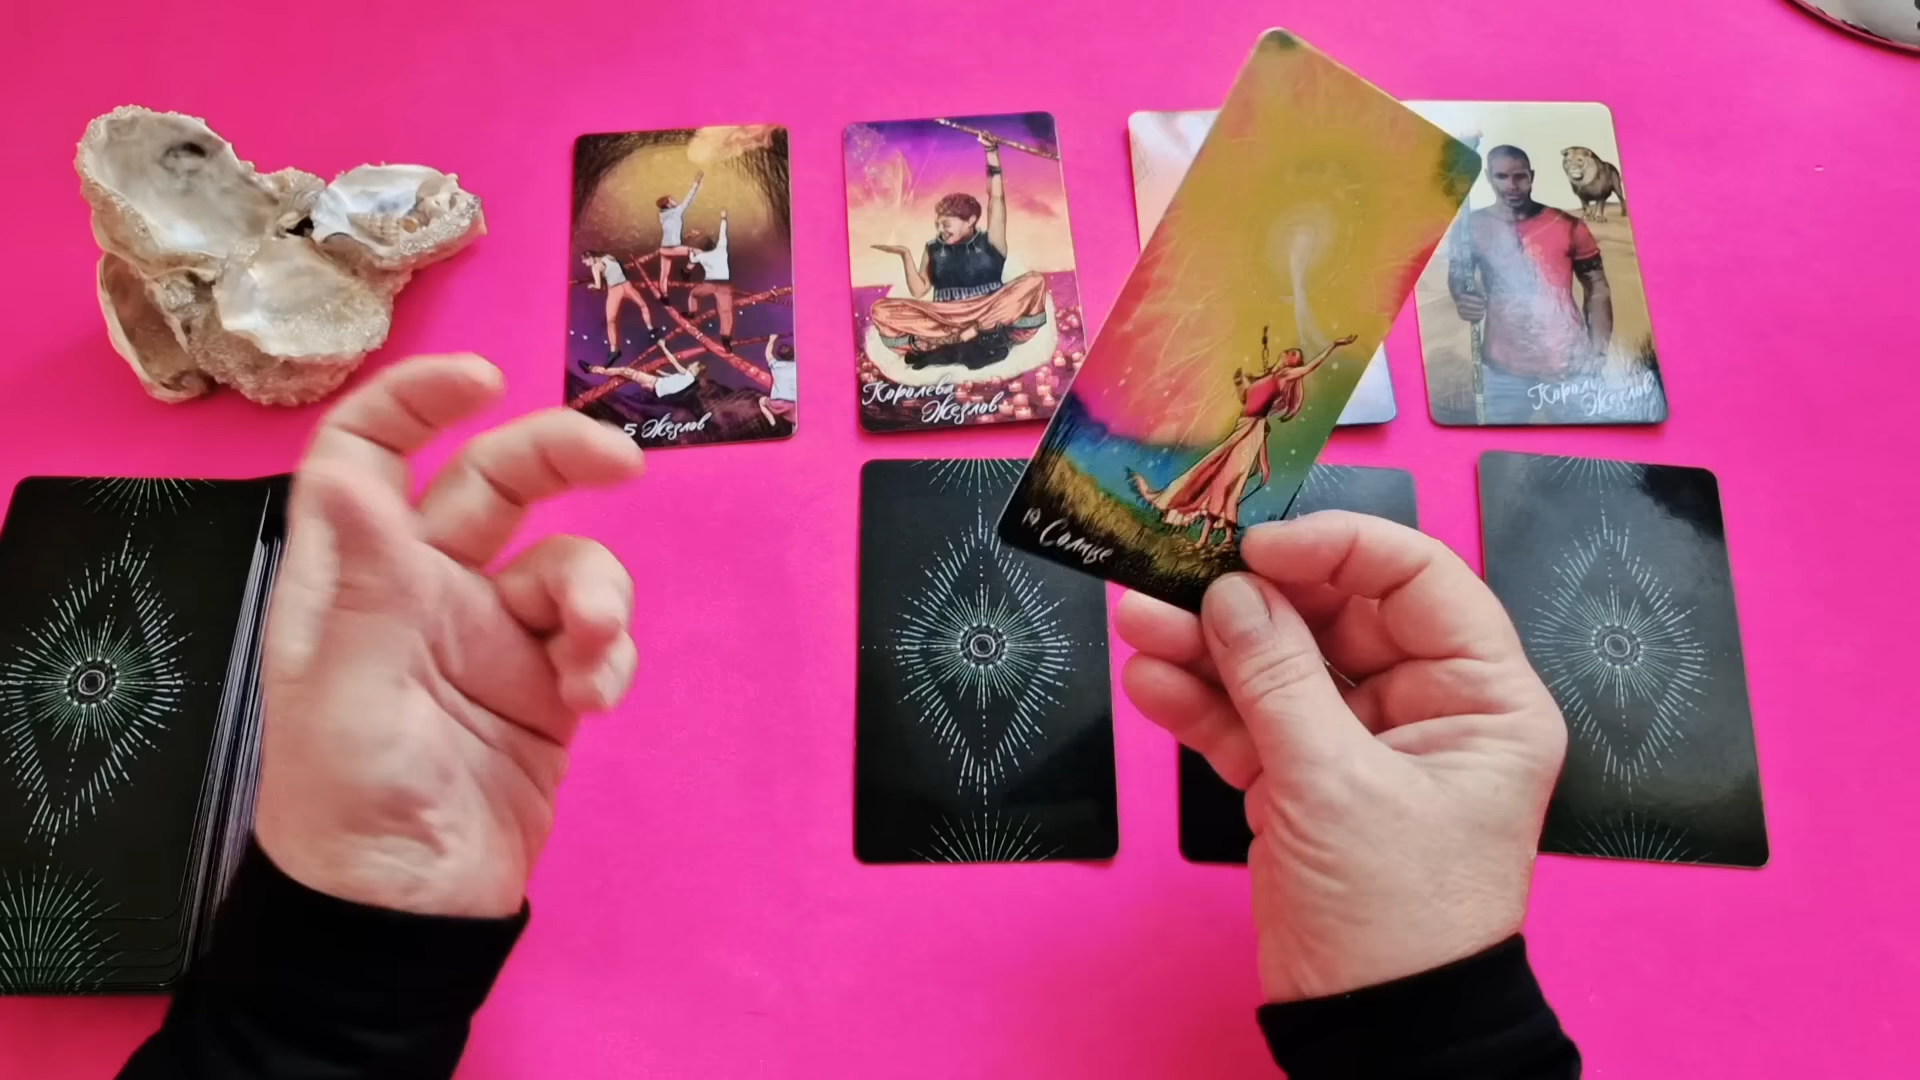 5 Жезлов
Королева
Жезлов
19 Солнце
Король
Жезлов